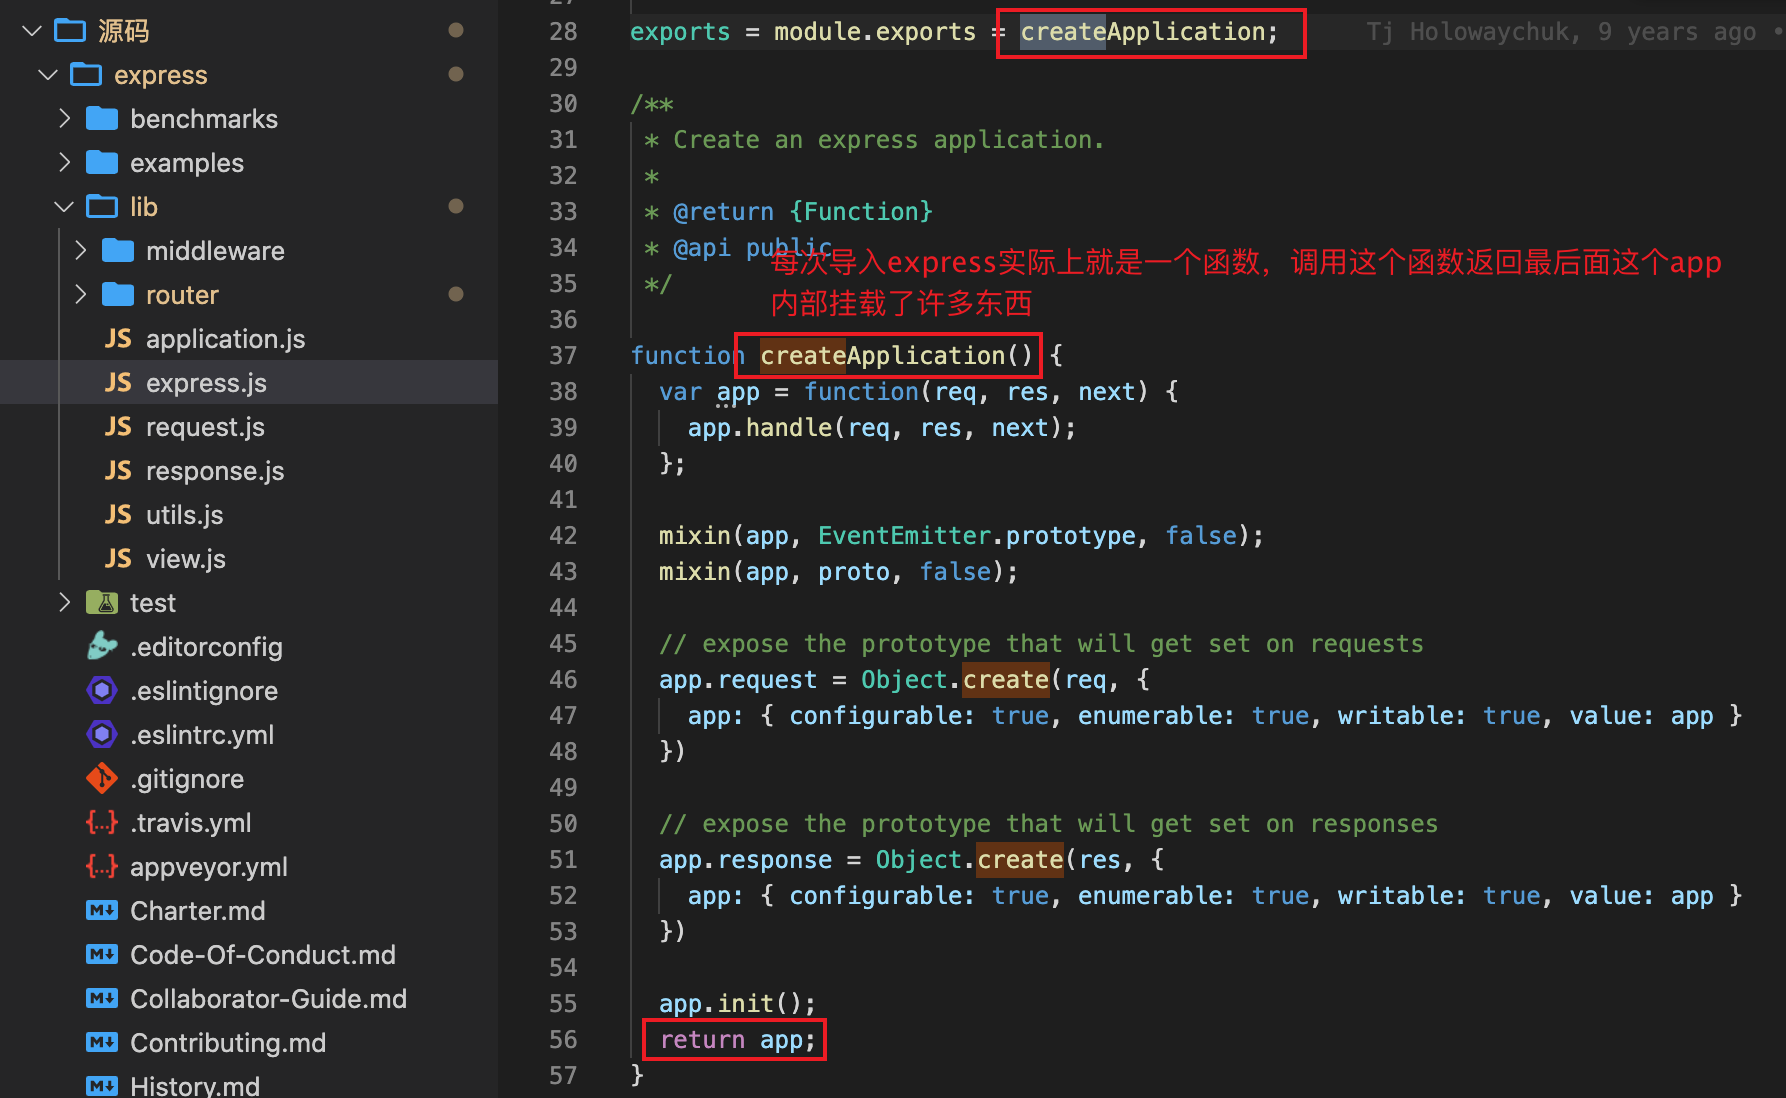 源码
express
benchmarks
examples
lib
middleware
router
JS application.js
JS express.js
JS request.js
JS response.js
JS utils.js
JS view.js
test
.editorconfig
.eslintignore
.eslintrc.yml
.gitignore
{...} .travis.yml
{...} appveyor.yml
M↓ Charter.md
M↓ Code-Of-Conduct.md
M↓ Collaborator-Guide.md
M↓ Contributing.md
M↓ History.md
28 exports = module.exports = createApplication; Tj Holowaychuk, 9 years ago •
29
30 /**
31 * Create an express application.
32 *
33 * @return {Function}
34 * @api public
每次导入express实际上就是一个函数，调用这个函数返回最后面这个app
35 */
内部挂载了许多东西
36
37 function createApplication() {
38 var app = function(req, res, next) {
39 app.handle(req, res, next);
40 };
41
42 mixin(app, EventEmitter.prototype, false);
43 mixin(app, proto, false);
44
45 // expose the prototype that will get set on requests
46 app.request = Object.create(req, {
47 app: { configurable: true, enumerable: true, writable: true, value: app }
48 })
49
50 // expose the prototype that will get set on responses
51 app.response = Object.create(res, {
52 app: { configurable: true, enumerable: true, writable: true, value: app }
53 })
54
55 app.init();
56 return app;
57 }